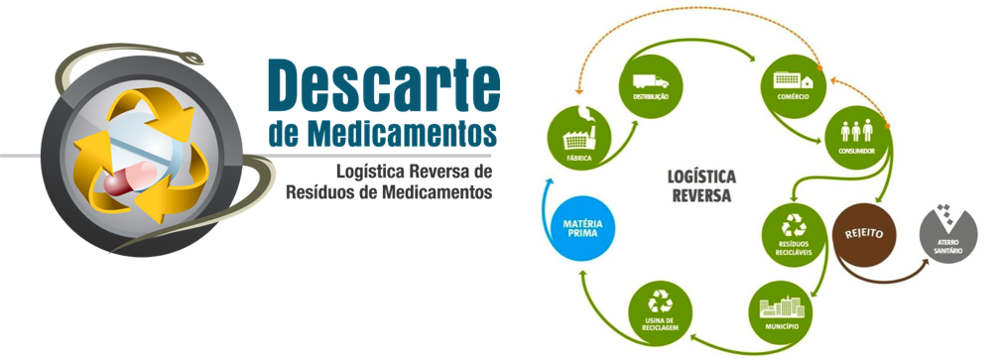 Descarte
de Medicamentos
Logística Reversa de
Resíduos de Medicamentos
LOGÍSTICA
REVERSA
DISTRIBUIÇÃO
COMÉRCIO
CONSUMIDOR
FÁBRICA
MATÉRIA
PRIMA
RESÍDUOS
RECICLÁVEIS
REJEITO
ATERRO
SANITÁRIO
USINA DE
RECICLAGEM
MUNICÍPIO